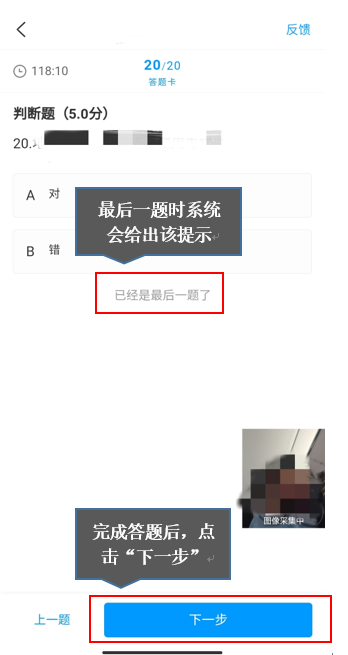 反馈
118:10
20/20
答题卡
判断题（5.0分）
20.
A 对
最后一题时系统
会给出该提示
B 错
已经是最后一题了
图像采集中
完成答题后，点
击“下一步”
上一题
下一步